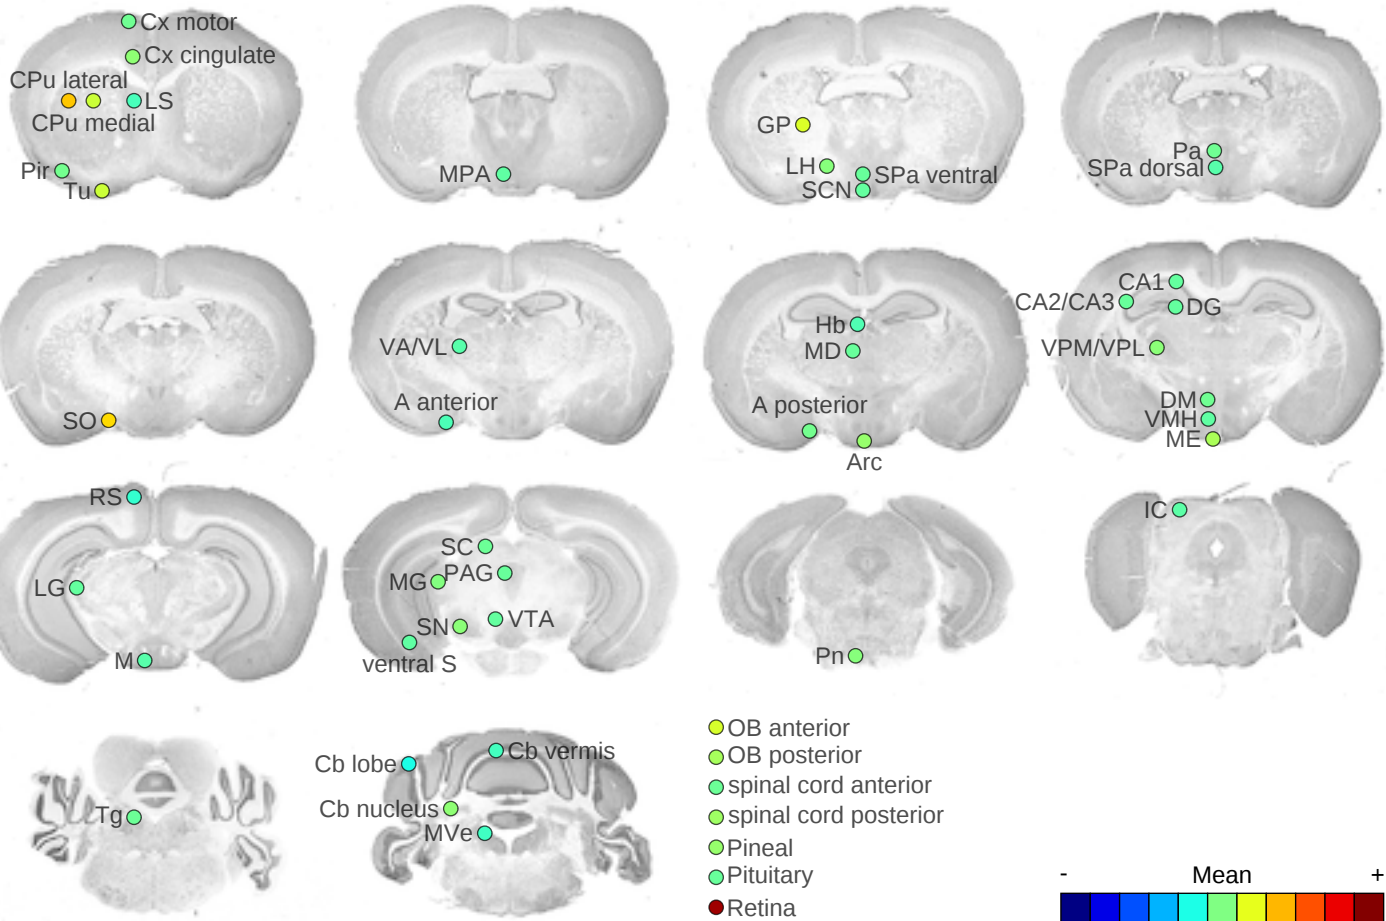 Cx motor
Cx cingulate
CPu lateral
LS
CPu medial
Pir
Tu
MPA
GP
LH
SPa ventral
SCN
Pa
SPa dorsal
SO
VA/VL
A anterior
Hb
MD
A posterior
Arc
CA1
CA2/CA3
DG
VPM/VPL
DM
VMH
ME
RS
LG
M
SC
MG
PAG
SN
VTA
ventral S
Pn
IC
Tg
Cb lobe
Cb vermis
Cb nucleus
MVe
OB anterior
OB posterior
spinal cord anterior
spinal cord posterior
Pineal
Pituitary
Retina
- Mean +